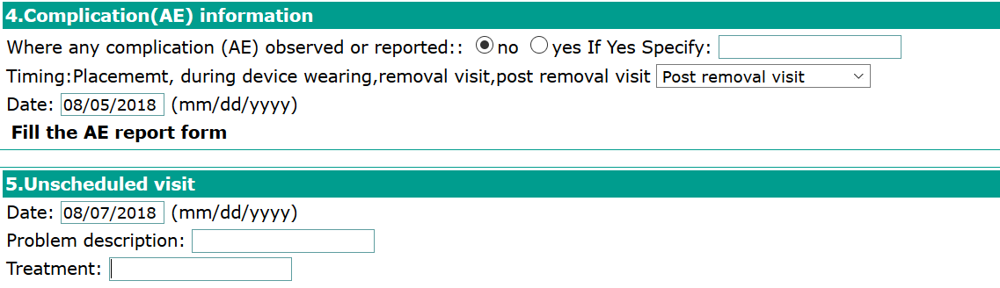 4.Complication(AE) information
Where any complication (AE) observed or reported:: no yes If Yes Specify:
Timing:Placememt, during device wearing,removal visit,post removal visit Post removal visit
Date: 08/05/2018 (mm/dd/yyyy)
Fill the AE report form
5.Unscheduled visit
Date: 08/07/2018 (mm/dd/yyyy)
Problem description:
Treatment: